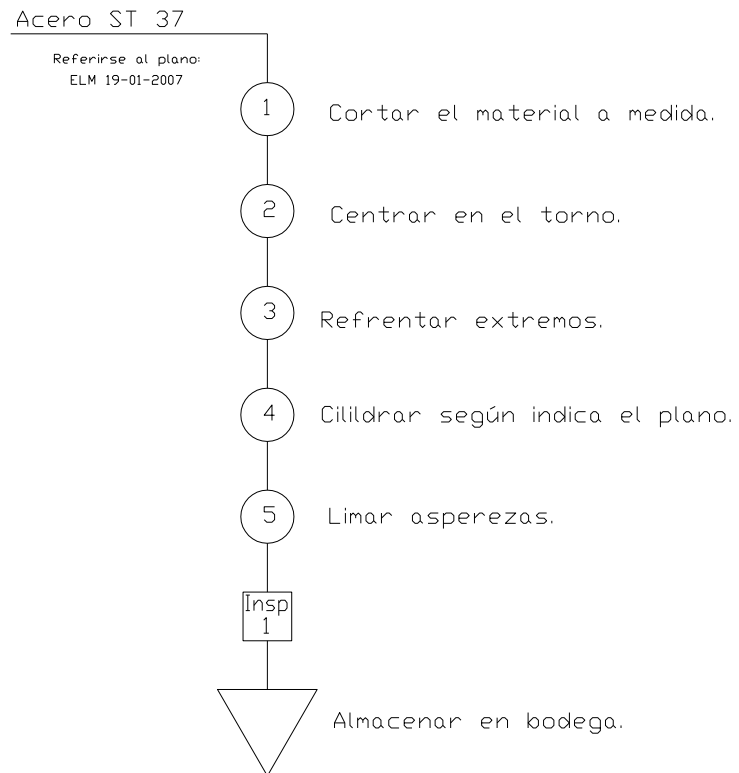 Acero ST 37
Referirse al plano:
ELM 19-01-2007
1 Cortar el material a medida.
2 Centrar en el torno.
3 Refrentar extremos.
4 Cilildrar según indica el plano.
5 Limar asperezas.
Insp
1
Almacenar en bodega.